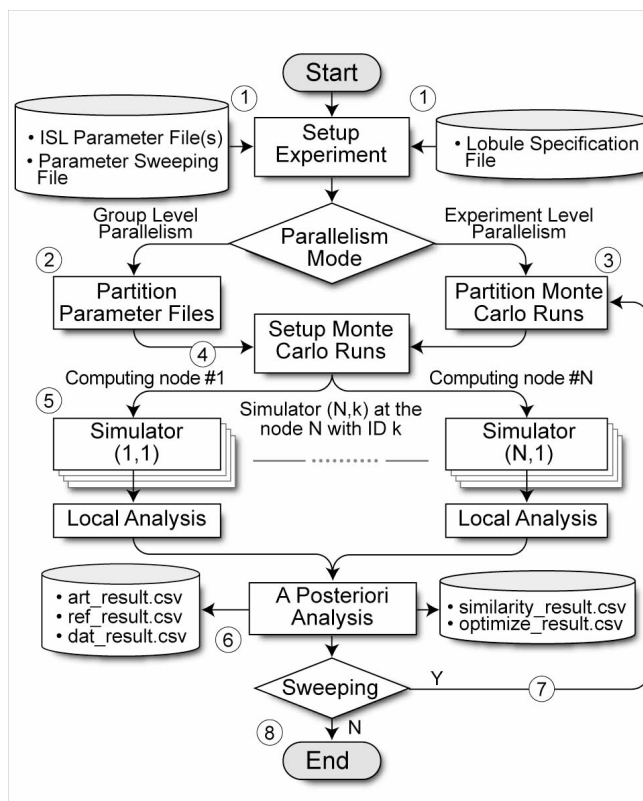 Start
1
1
• ISL Parameter File(s)
• Parameter Sweeping
File
Setup
Experiment
• Lobule Specification
File
Group Level
Parallelism
Parallelism
Mode
Experiment Level
Parallelism
2
Partition
Parameter Files
3
Partition Monte
Carlo Runs
4
Setup Monte
Carlo Runs
Computing node #1
Computing node #N
5
Simulator
(1,1)
Simulator (N,k) at the
node N with ID k
Simulator
(N,1)
Local Analysis
Local Analysis
• art_result.csv
• ref_result.csv
• dat_result.csv
A Posteriori
Analysis
• similarity_result.csv
• optimize_result.csv
6
Sweeping
Y
7
N
8
End